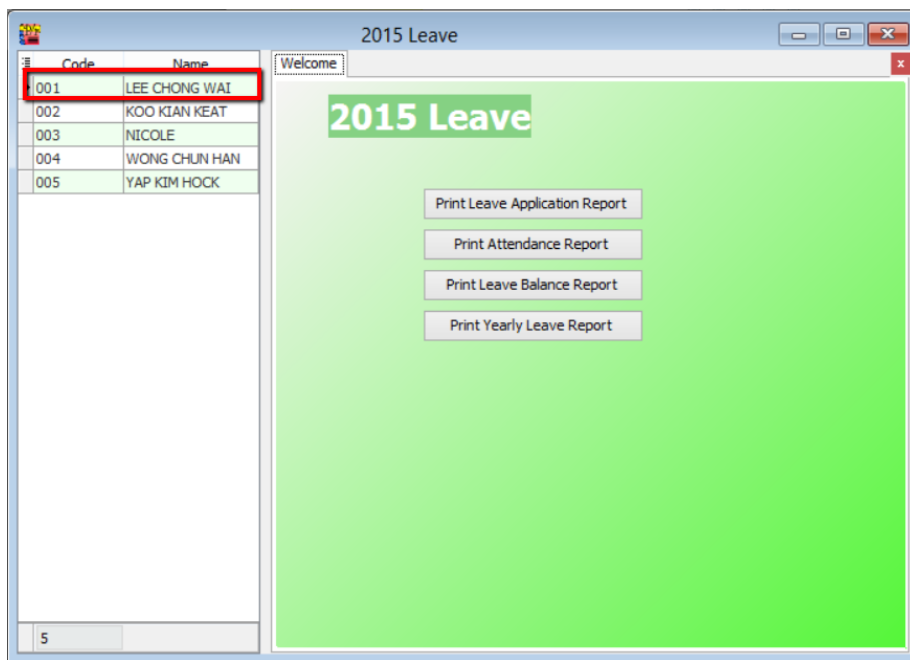 2015 Leave
Code Name
001 LEE CHONG WAI
002 KOO KIAN KEAT
003 NICOLE
004 WONG CHUN HAN
005 YAP KIM HOCK
5
Welcome
x
2015 Leave
Print Leave Application Report
Print Attendance Report
Print Leave Balance Report
Print Yearly Leave Report